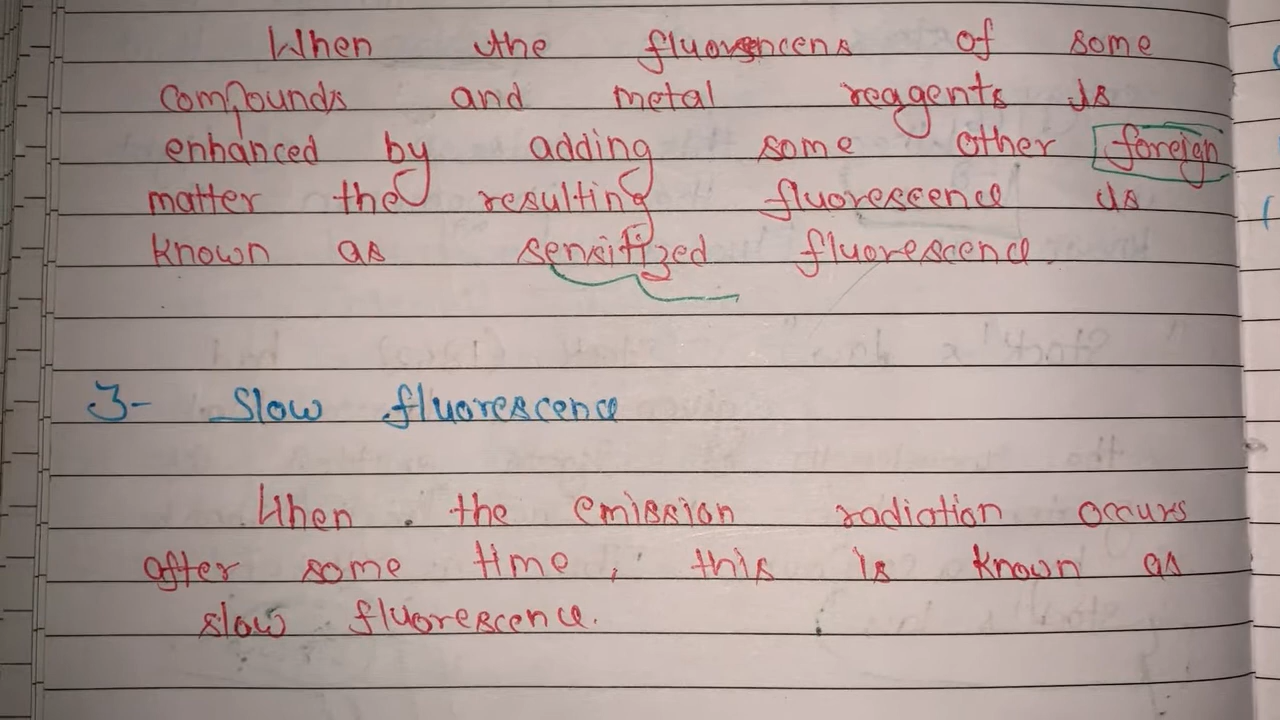 When the fluorencens of some
compounds and metal reagents is
enhanced by adding some other foreign
matter the resulting fluorescence is
known as sensitized fluorescence.
3- Slow fluorescence
When the emission radiation occurs
after some time, this is known as
slow fluorescence.